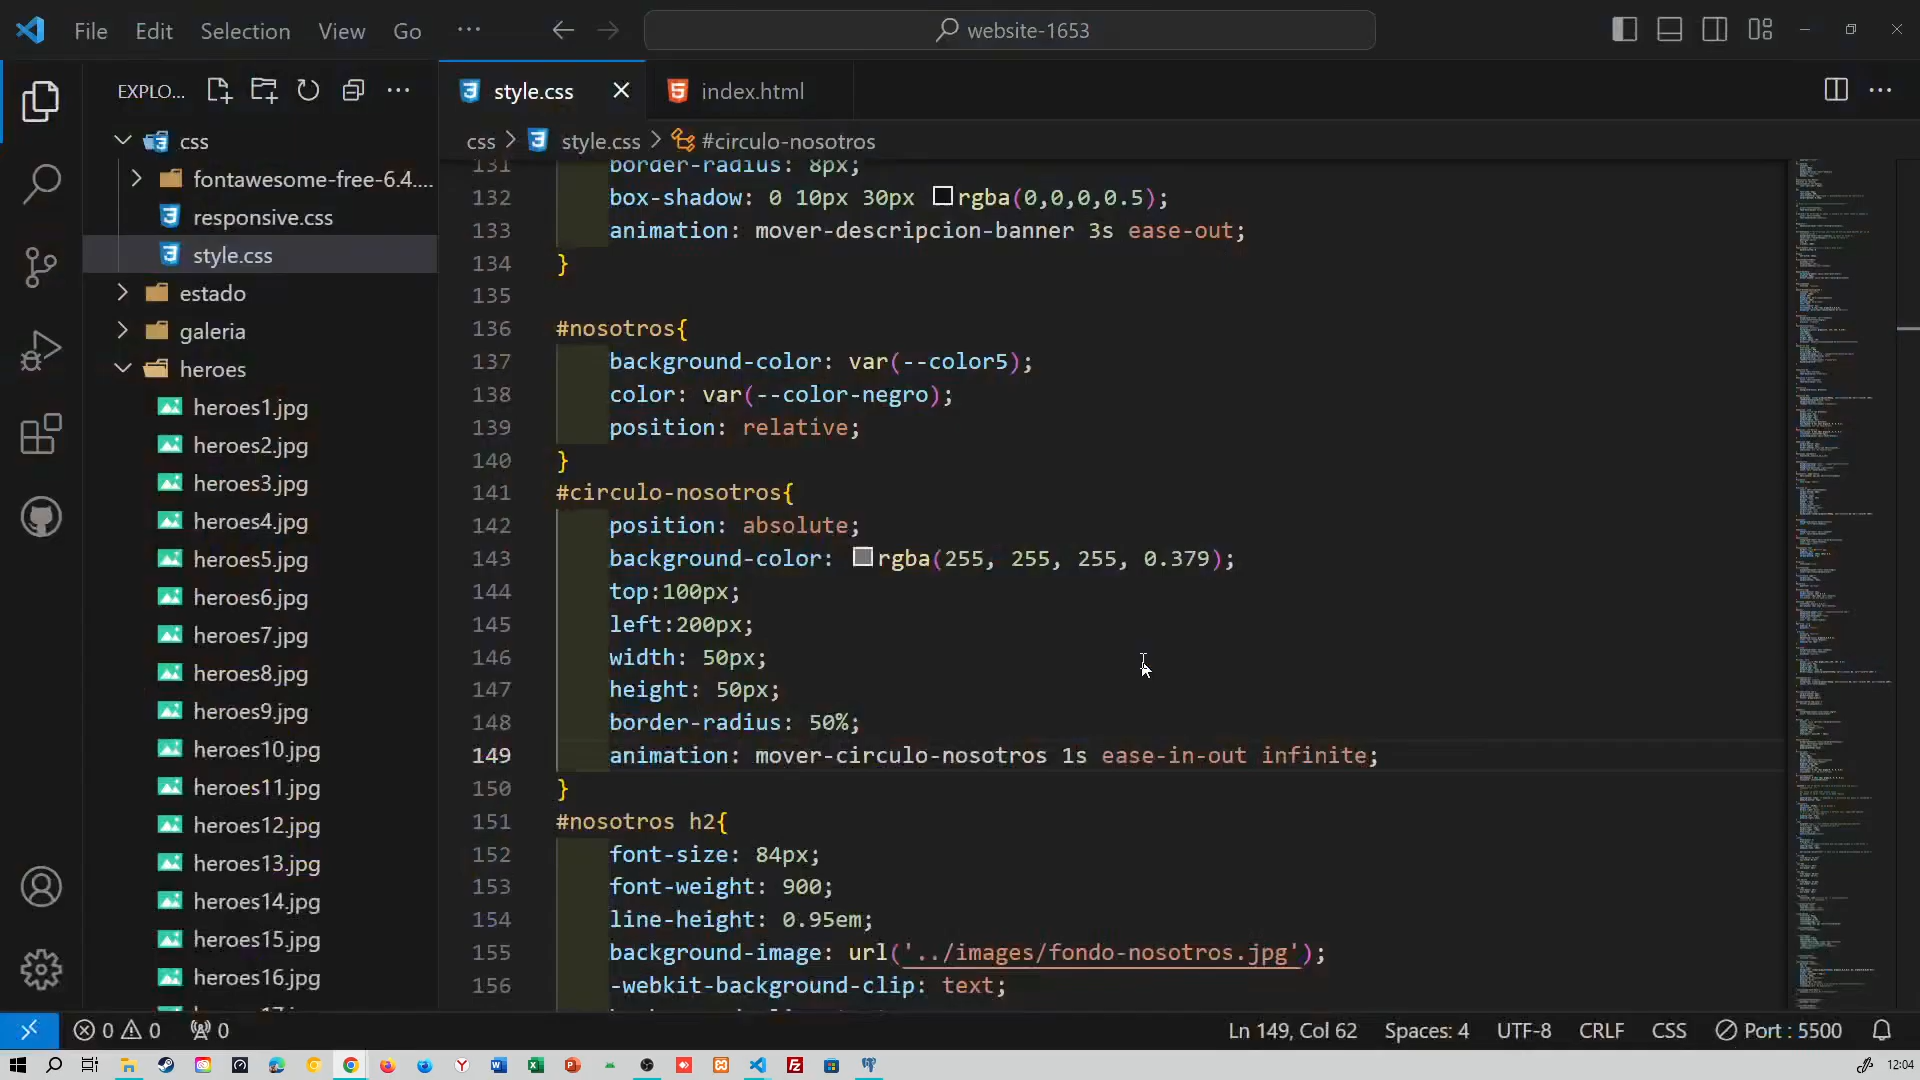 File Edit Selection View Go ... website-1653
EXPLO...
css
fontawesome-free-6.4....
responsive.css
style.css
estado
galeria
heroes
heroes1.jpg
heroes2.jpg
heroes3.jpg
heroes4.jpg
heroes5.jpg
heroes6.jpg
heroes7.jpg
heroes8.jpg
heroes9.jpg
heroes10.jpg
heroes11.jpg
heroes12.jpg
heroes13.jpg
heroes14.jpg
heroes15.jpg
heroes16.jpg
style.css index.html
css > style.css > #circulo-nosotros
131 border-radius: 8px;
132 box-shadow: 0 10px 30px rgba(0,0,0,0.5);
133 animation: mover-descripcion-banner 3s ease-out;
134 }
135
136 #nosotros{
137 background-color: var(--color5);
138 color: var(--color-negro);
139 position: relative;
140 }
141 #circulo-nosotros{
142 position: absolute;
143 background-color: rgba(255, 255, 255, 0.379);
144 top:100px;
145 left:200px;
146 width: 50px;
147 height: 50px;
148 border-radius: 50%;
149 animation: mover-circulo-nosotros 1s ease-in-out infinite;
150 }
151 #nosotros h2{
152 font-size: 84px;
153 font-weight: 900;
154 line-height: 0.95em;
155 background-image: url('../images/fondo-nosotros.jpg');
156 -webkit-background-clip: text;
0 0 0 Ln 149, Col 62 Spaces: 4 UTF-8 CRLF CSS Port : 5500
12:04